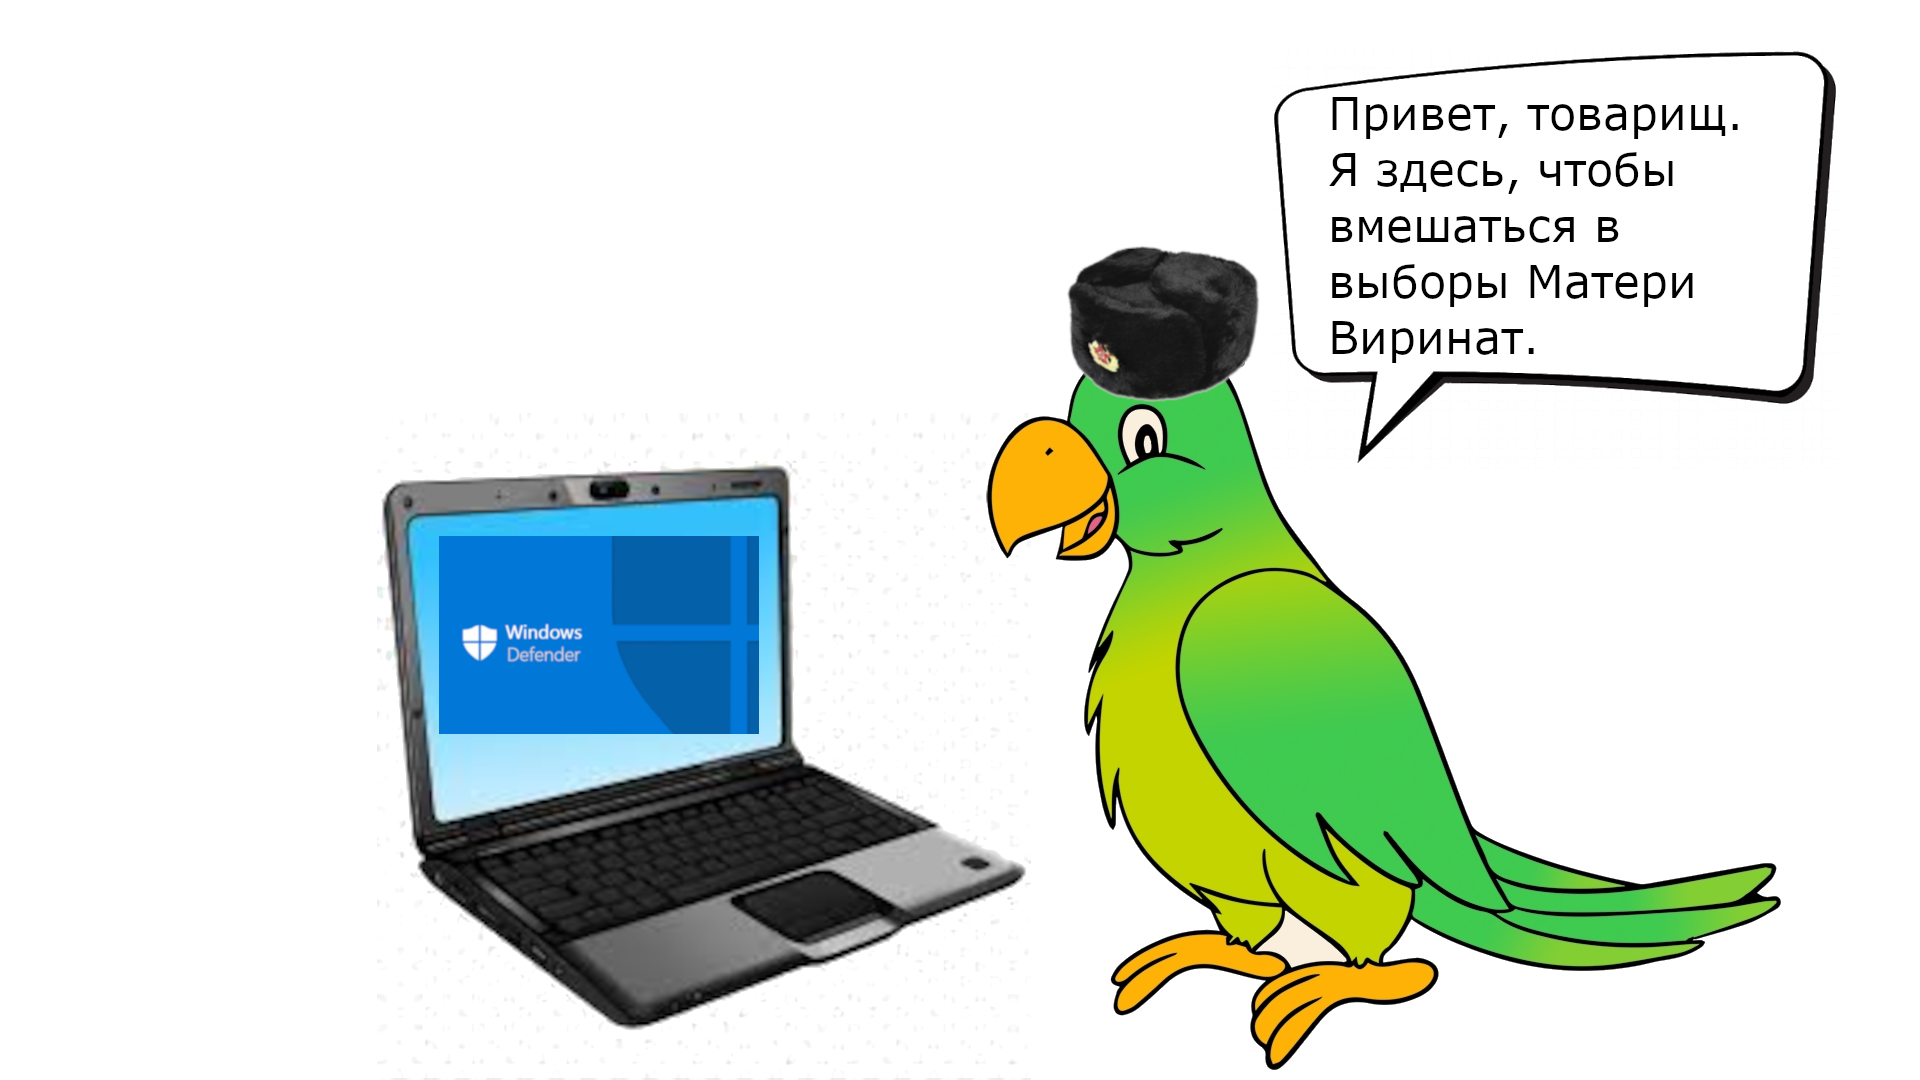 Привет, товарищ.
Я здесь, чтобы
вмешаться в
выборы Матери
Виринат.
Windows
Defender